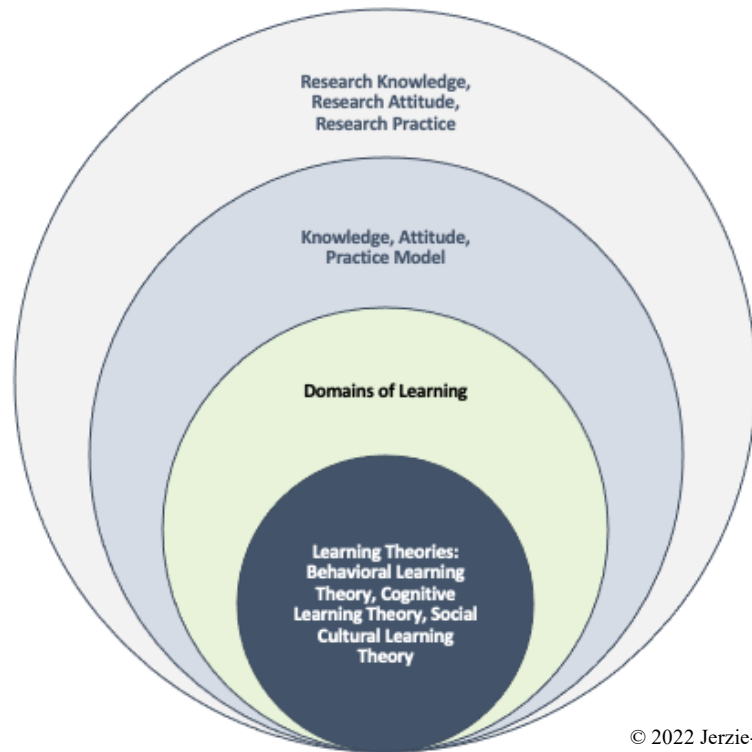 Research Knowledge,
Research Attitude,
Research Practice
Knowledge, Attitude,
Practice Model
Domains of Learning
Learning Theories:
Behavioral Learning
Theory, Cognitive
Learning Theory, Social
Cultural Learning
Theory
© 2022 Jerzie